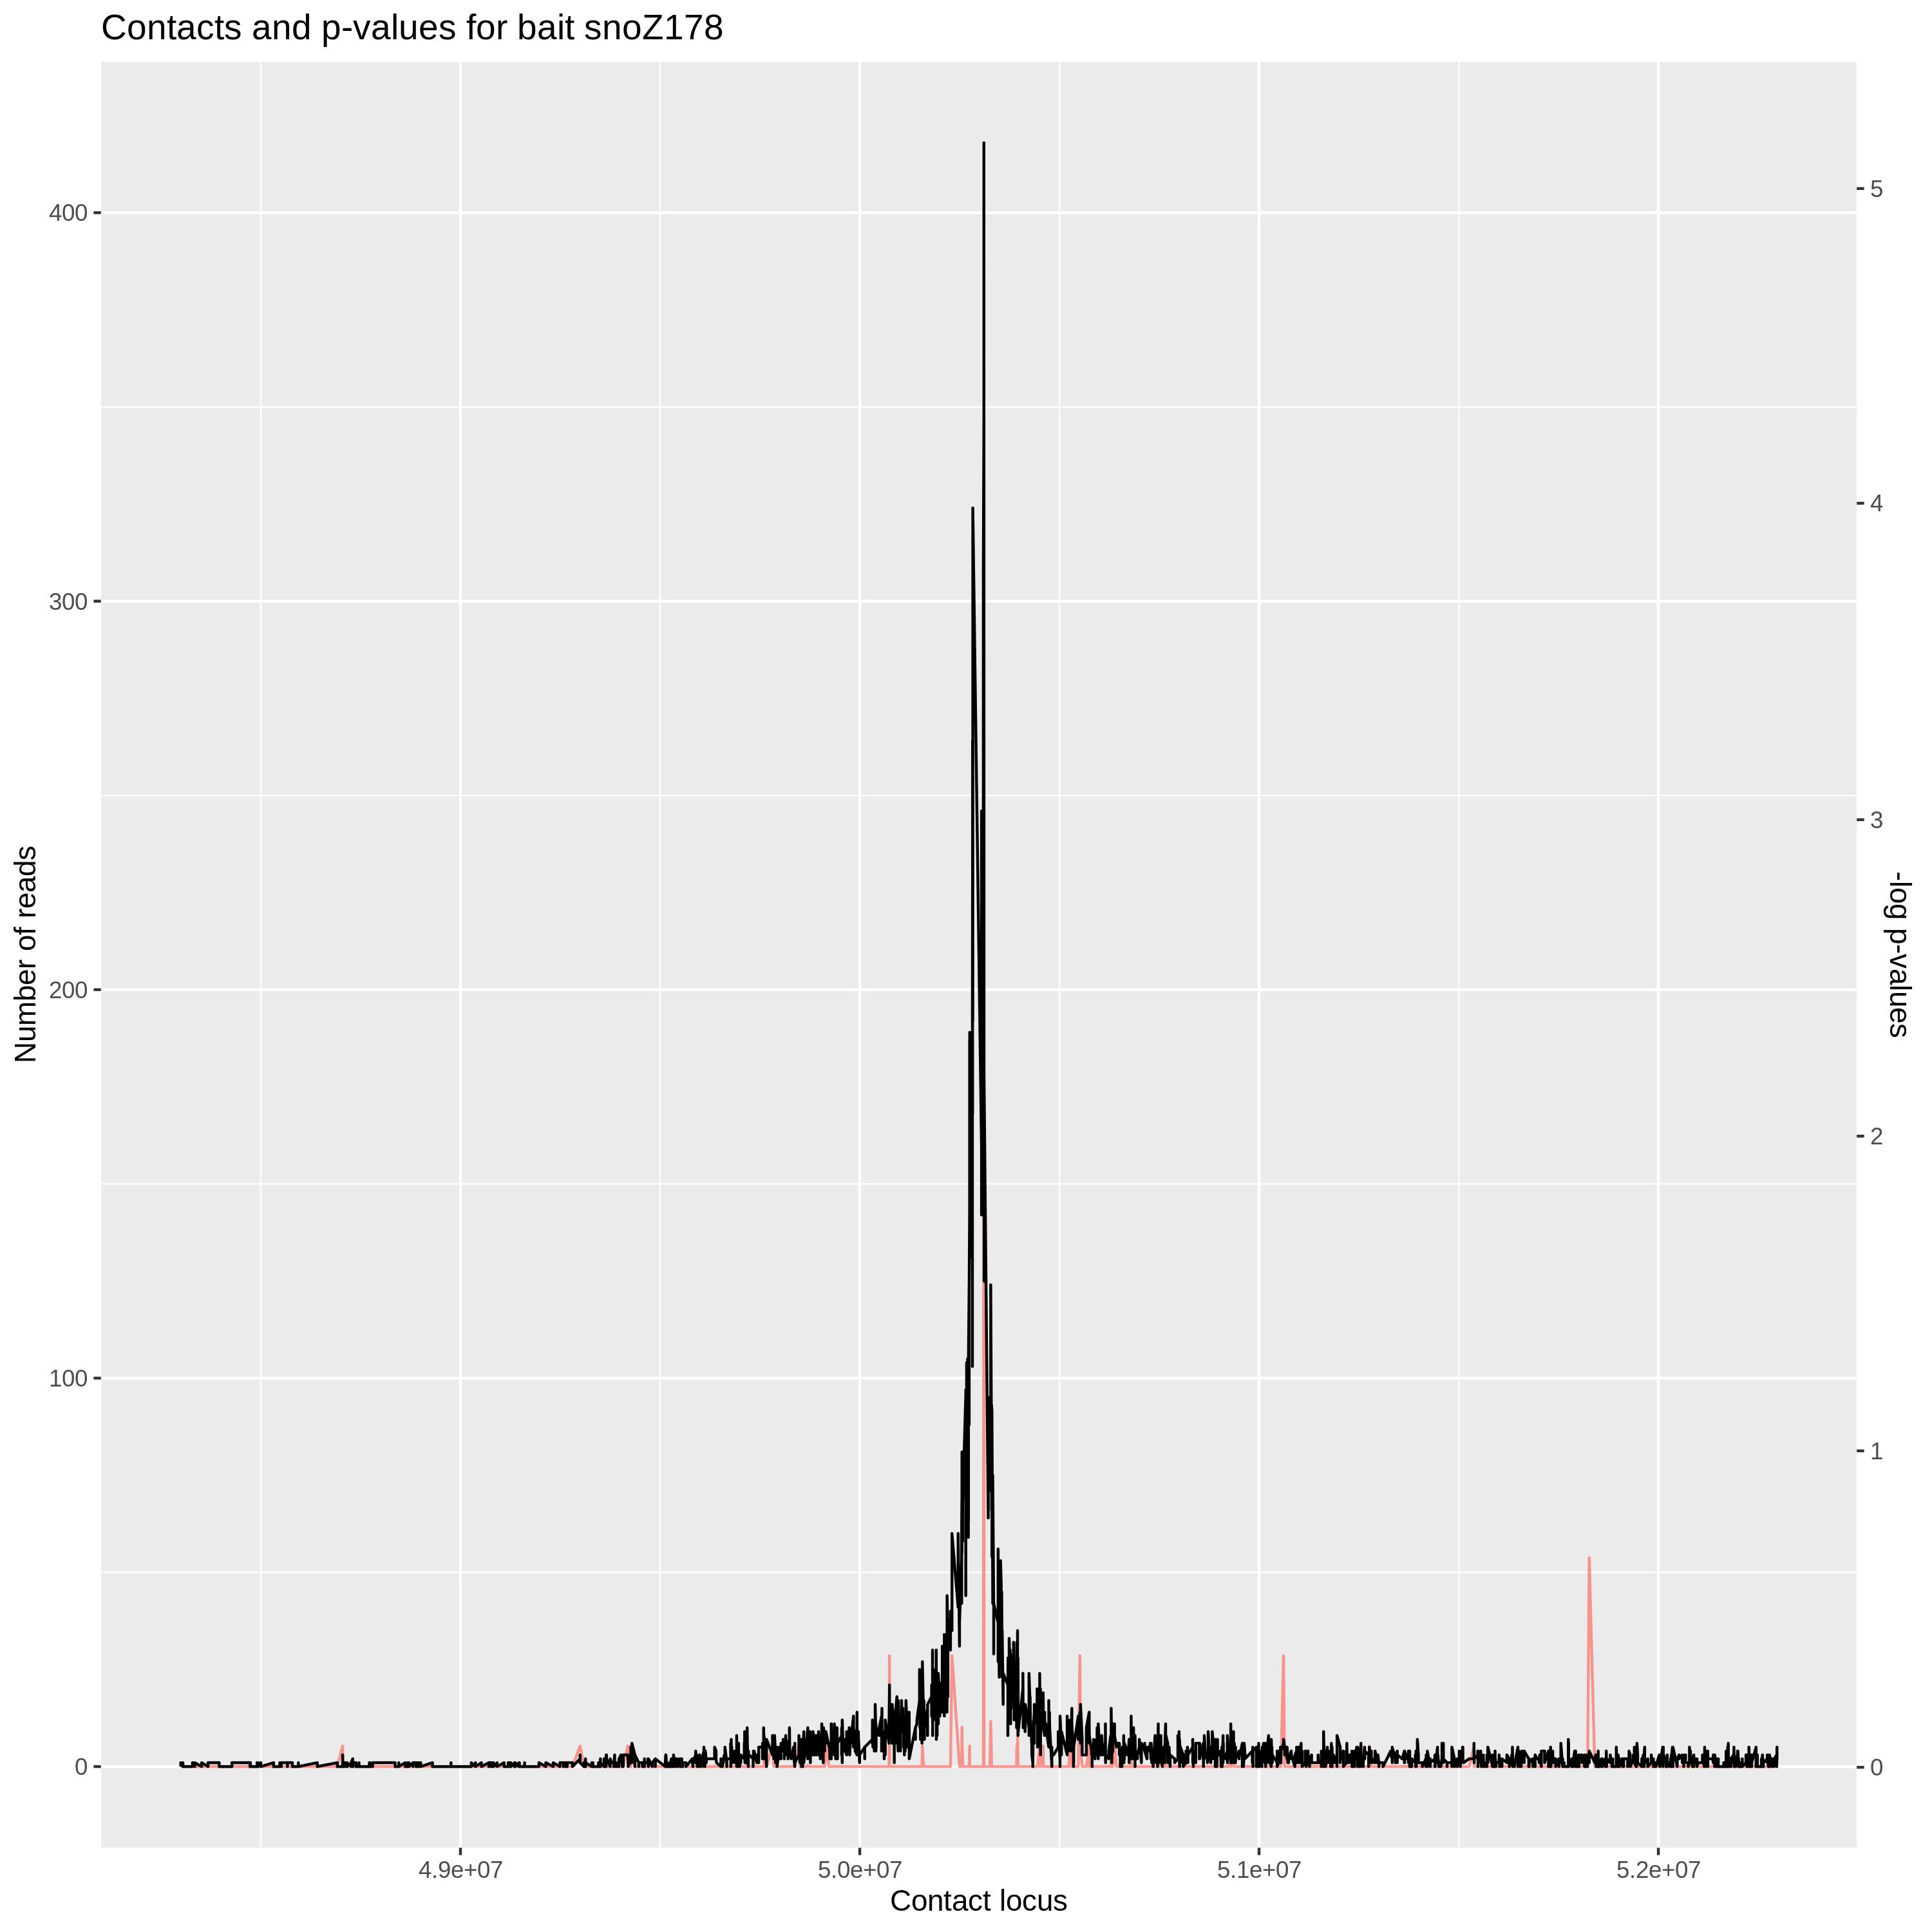 Contacts and p-values for bait snoZ178
400
300
200
100
0
Number of reads
5
4
3
2
1
0
-log p-values
4.9e+07
5.0e+07
5.1e+07
5.2e+07
Contact locus